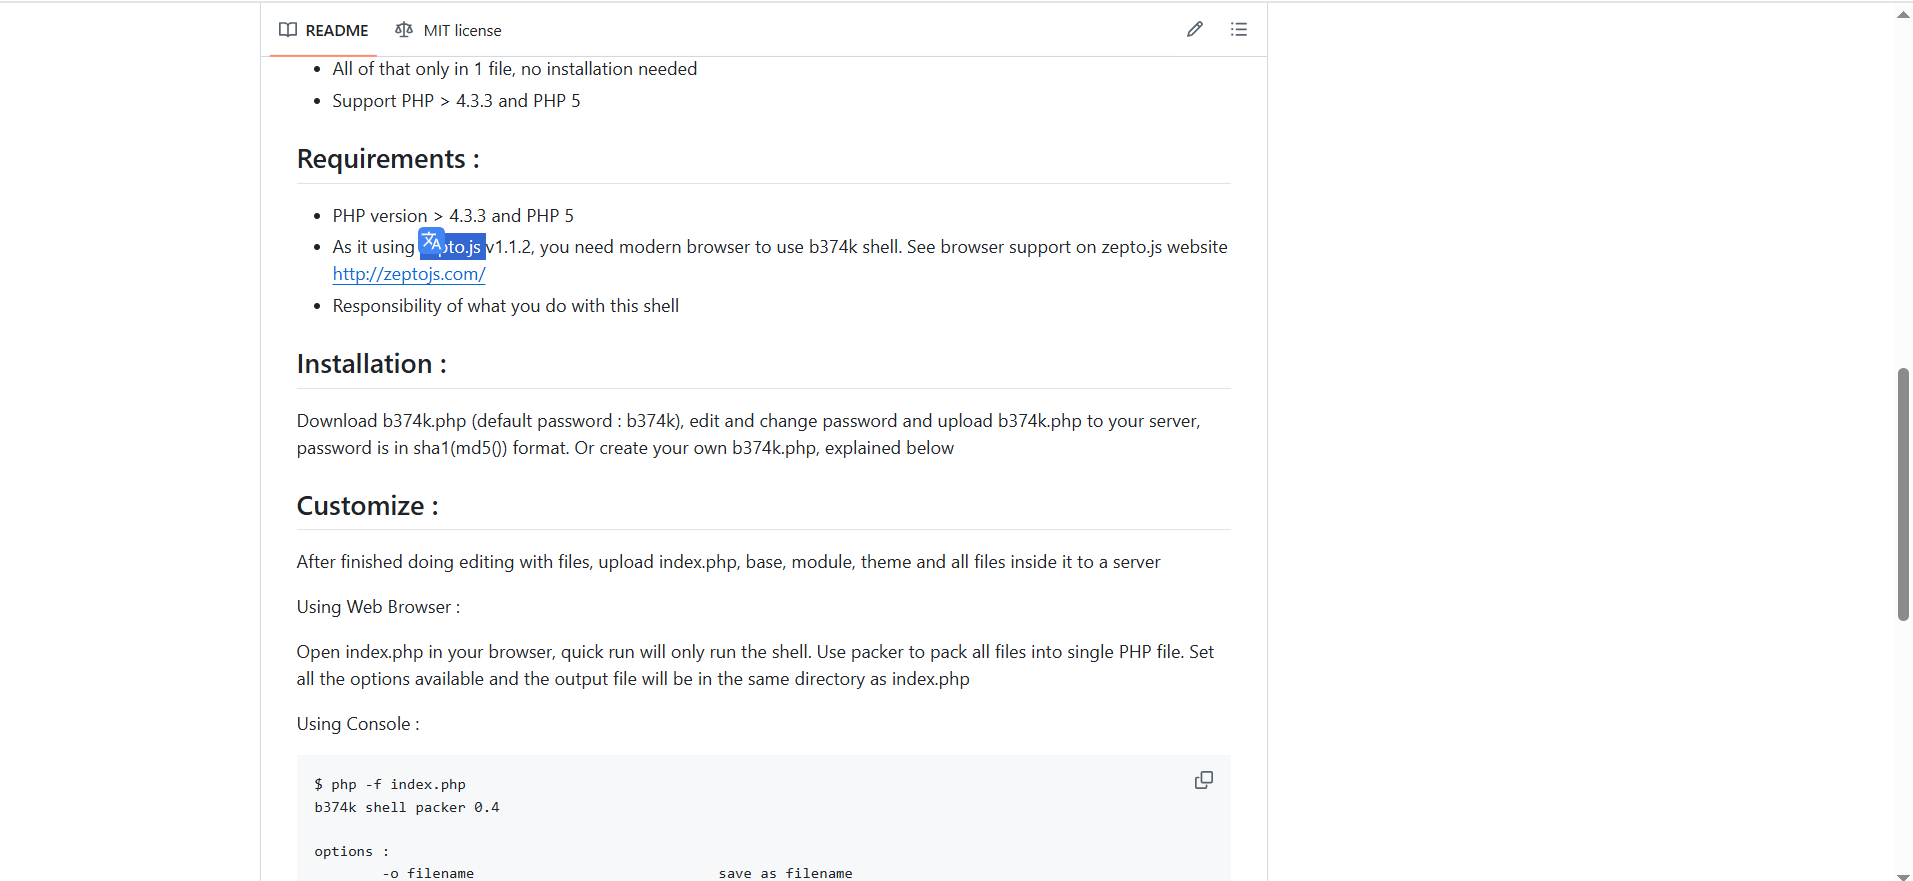 README MIT license
All of that only in 1 file, no installation needed
Support PHP > 4.3.3 and PHP 5
Requirements :
PHP version > 4.3.3 and PHP 5
As it using pto.js v1.1.2, you need modern browser to use b374k shell. See browser support on zepto.js website
http://zeptojs.com/
Responsibility of what you do with this shell
Installation :
Download b374k.php (default password : b374k), edit and change password and upload b374k.php to your server,
password is in sha1(md5()) format. Or create your own b374k.php, explained below
Customize :
After finished doing editing with files, upload index.php, base, module, theme and all files inside it to a server
Using Web Browser :
Open index.php in your browser, quick run will only run the shell. Use packer to pack all files into single PHP file. Set
all the options available and the output file will be in the same directory as index.php
Using Console :
$ php -f index.php
b374k shell packer 0.4
options :
-o filename save as filename